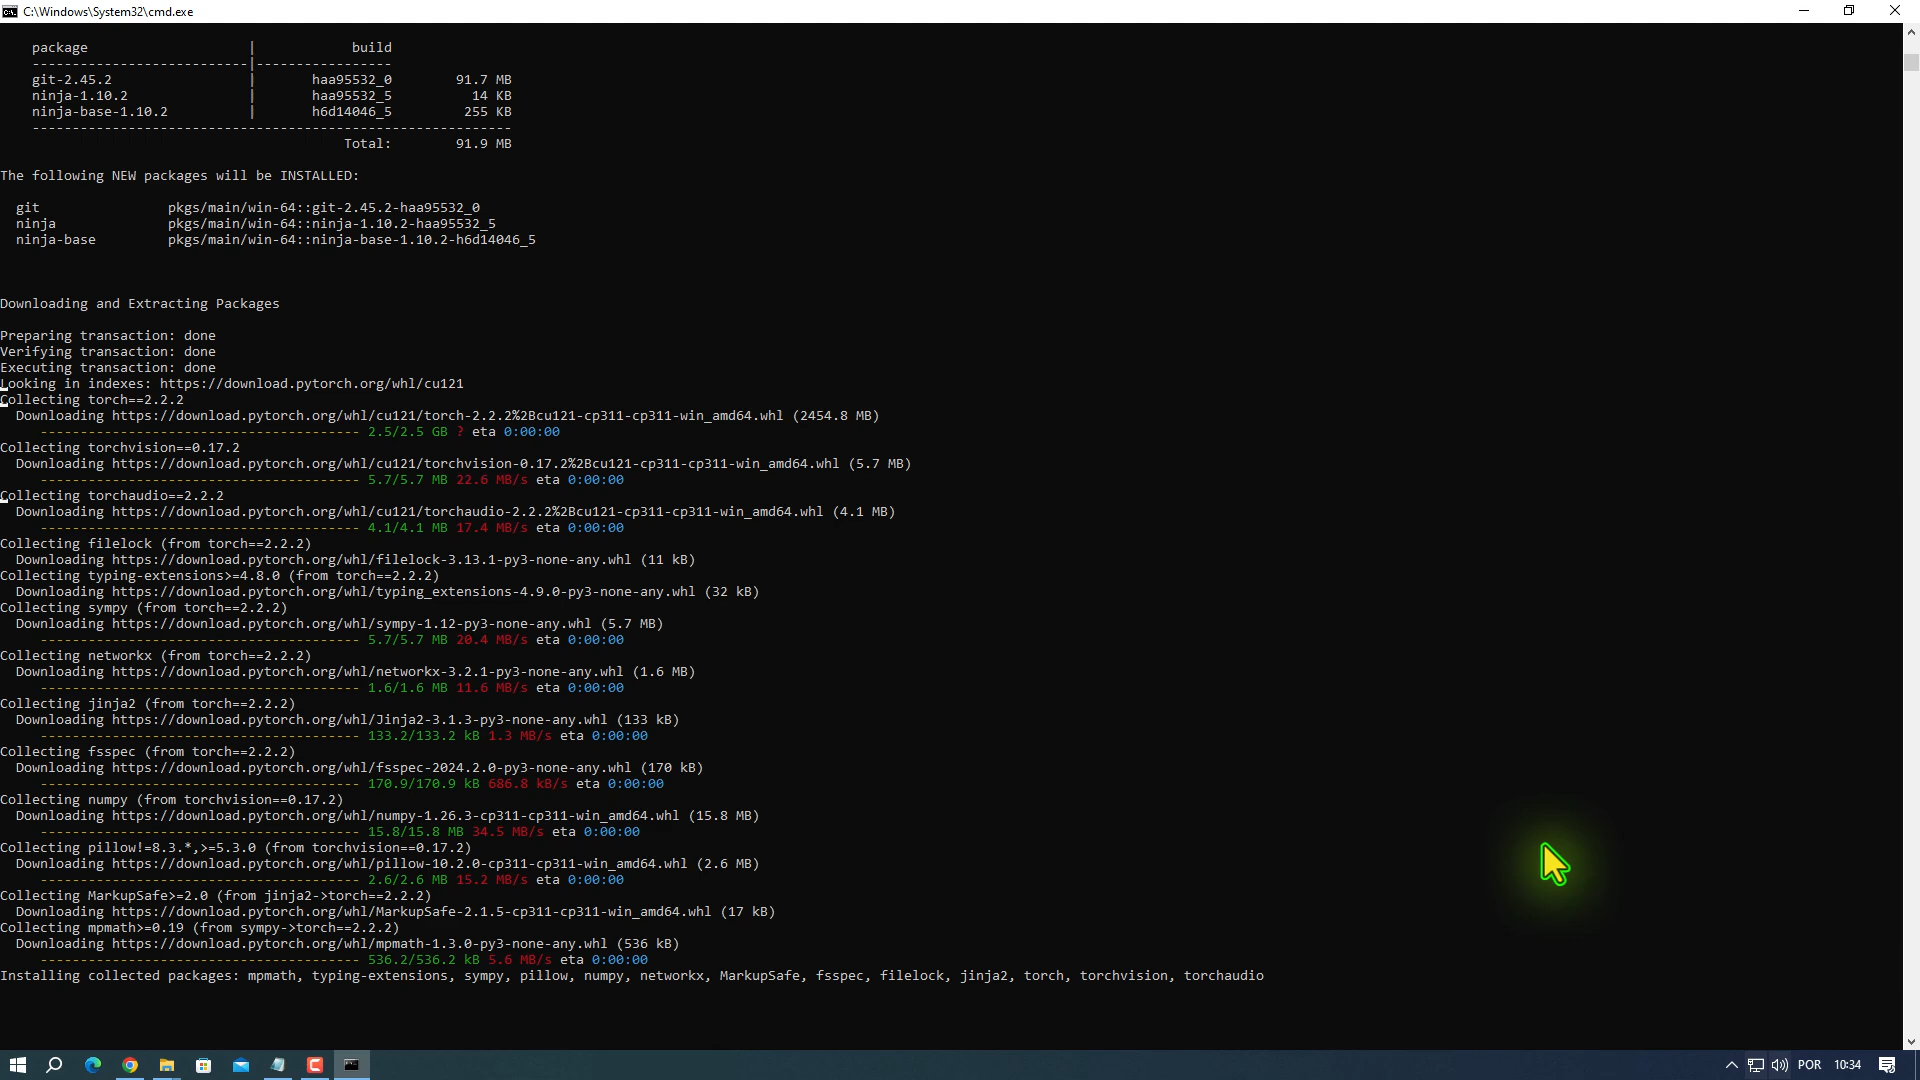 C:\Windows\System32\cmd.exe
package | build
---------------------------|-----------------
git-2.45.2 | haa95532_0 91.7 MB
ninja-1.10.2 | haa95532_5 14 KB
ninja-base-1.10.2 | h6d14046_5 255 KB
------------------------------------------------------------
Total: 91.9 MB
The following NEW packages will be INSTALLED:
git pkgs/main/win-64::git-2.45.2-haa95532_0
ninja pkgs/main/win-64::ninja-1.10.2-haa95532_5
ninja-base pkgs/main/win-64::ninja-base-1.10.2-h6d14046_5
Downloading and Extracting Packages
Preparing transaction: done
Verifying transaction: done
Executing transaction: done
Looking in indexes: https://download.pytorch.org/whl/cu121
Collecting torch==2.2.2
Downloading https://download.pytorch.org/whl/cu121/torch-2.2.2%2Bcu121-cp311-cp311-win_amd64.whl (2454.8 MB)
---------------------------------------- 2.5/2.5 GB ? eta 0:00:00
Collecting torchvision==0.17.2
Downloading https://download.pytorch.org/whl/cu121/torchvision-0.17.2%2Bcu121-cp311-cp311-win_amd64.whl (5.7 MB)
---------------------------------------- 5.7/5.7 MB 22.6 MB/s eta 0:00:00
Collecting torchaudio==2.2.2
Downloading https://download.pytorch.org/whl/cu121/torchaudio-2.2.2%2Bcu121-cp311-cp311-win_amd64.whl (4.1 MB)
---------------------------------------- 4.1/4.1 MB 17.4 MB/s eta 0:00:00
Collecting filelock (from torch==2.2.2)
Downloading https://download.pytorch.org/whl/filelock-3.13.1-py3-none-any.whl (11 kB)
Collecting typing-extensions>=4.8.0 (from torch==2.2.2)
Downloading https://download.pytorch.org/whl/typing_extensions-4.9.0-py3-none-any.whl (32 kB)
Collecting sympy (from torch==2.2.2)
Downloading https://download.pytorch.org/whl/sympy-1.12-py3-none-any.whl (5.7 MB)
---------------------------------------- 5.7/5.7 MB 20.4 MB/s eta 0:00:00
Collecting networkx (from torch==2.2.2)
Downloading https://download.pytorch.org/whl/networkx-3.2.1-py3-none-any.whl (1.6 MB)
---------------------------------------- 1.6/1.6 MB 11.6 MB/s eta 0:00:00
Collecting jinja2 (from torch==2.2.2)
Downloading https://download.pytorch.org/whl/Jinja2-3.1.3-py3-none-any.whl (133 kB)
---------------------------------------- 133.2/133.2 kB 1.3 MB/s eta 0:00:00
Collecting fsspec (from torch==2.2.2)
Downloading https://download.pytorch.org/whl/fsspec-2024.2.0-py3-none-any.whl (170 kB)
---------------------------------------- 170.9/170.9 kB 686.8 kB/s eta 0:00:00
Collecting numpy (from torchvision==0.17.2)
Downloading https://download.pytorch.org/whl/numpy-1.26.3-cp311-cp311-win_amd64.whl (15.8 MB)
---------------------------------------- 15.8/15.8 MB 34.5 MB/s eta 0:00:00
Collecting pillow!=8.3.*,>=5.3.0 (from torchvision==0.17.2)
Downloading https://download.pytorch.org/whl/pillow-10.2.0-cp311-cp311-win_amd64.whl (2.6 MB)
---------------------------------------- 2.6/2.6 MB 15.2 MB/s eta 0:00:00
Collecting MarkupSafe>=2.0 (from jinja2->torch==2.2.2)
Downloading https://download.pytorch.org/whl/MarkupSafe-2.1.5-cp311-cp311-win_amd64.whl (17 kB)
Collecting mpmath>=0.19 (from sympy->torch==2.2.2)
Downloading https://download.pytorch.org/whl/mpmath-1.3.0-py3-none-any.whl (536 kB)
---------------------------------------- 536.2/536.2 kB 5.6 MB/s eta 0:00:00
Installing collected packages: mpmath, typing-extensions, sympy, pillow, numpy, networkx, MarkupSafe, fsspec, filelock, jinja2, torch, torchvision, torchaudio
POR 10:34